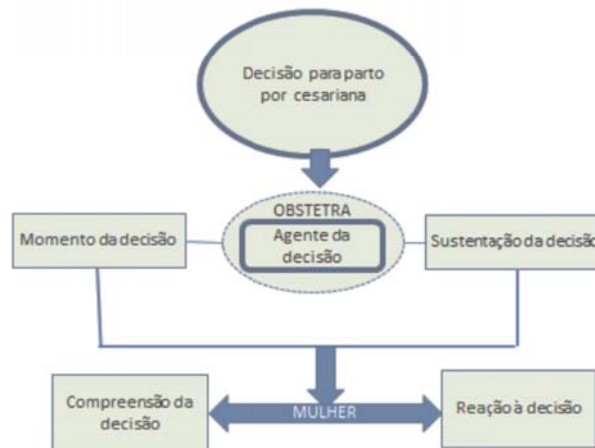 Decisão para parto
por cesariana
OBSTETRA
Momento da decisão
Agente da
decisão
Sustentação da decisão
Compreensão da
decisão
MULHER
Reação à decisão